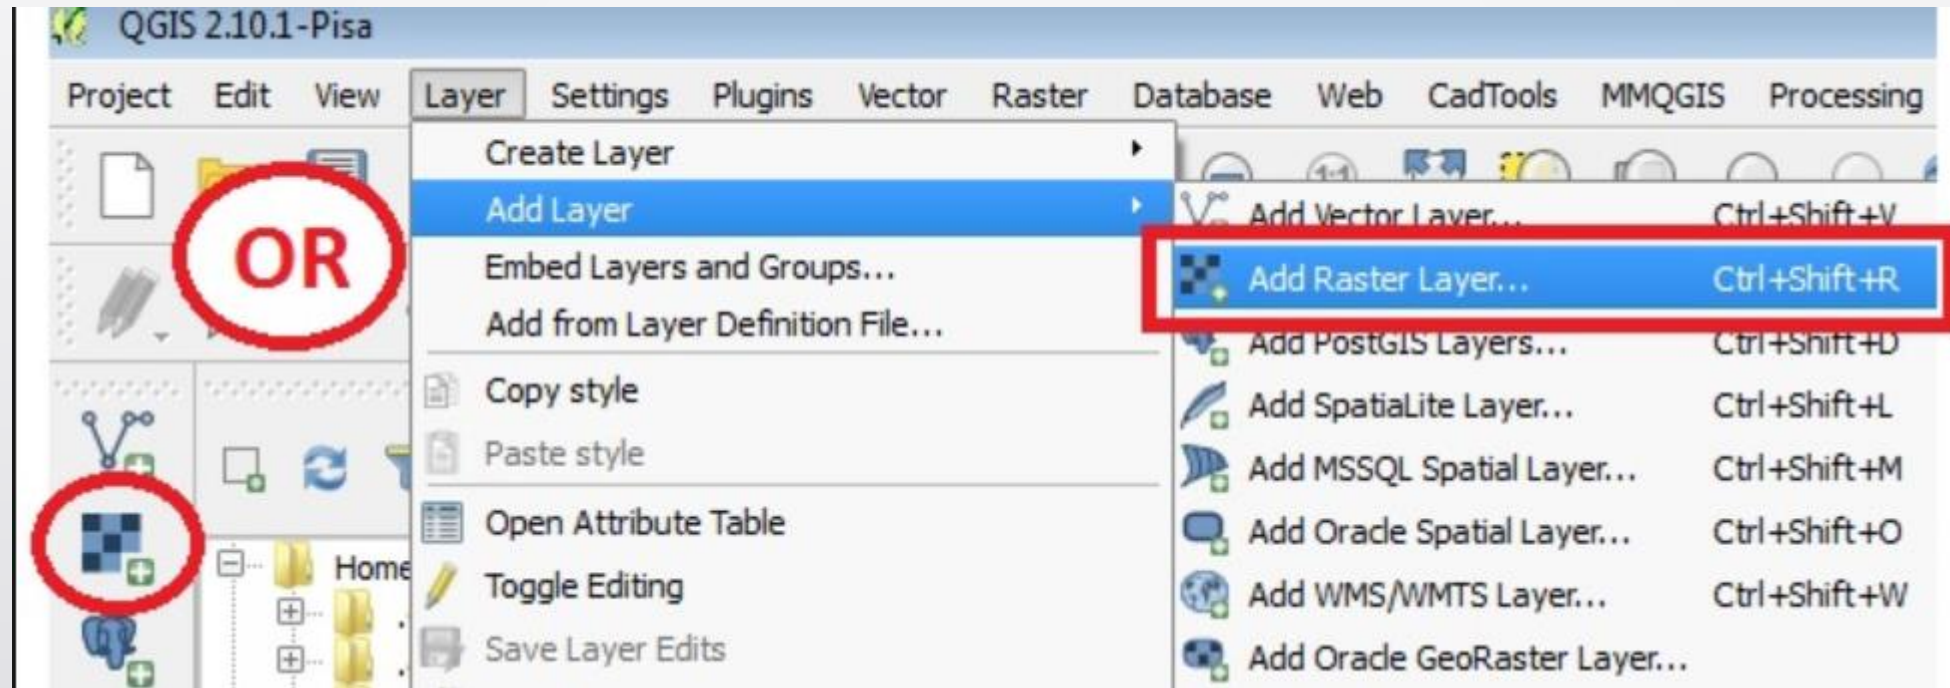 QGIS 2.10.1-Pisa
Project Edit View Layer Settings Plugins Vector Raster Database Web CadTools MMQGIS Processing
Create Layer
Add Layer
Embed Layers and Groups...
Add from Layer Definition File...
Copy style
Paste style
Open Attribute Table
Toggle Editing
Save Layer Edits
OR
1:1
Add Vector Layer... Ctrl+Shift+V
Add Raster Layer... Ctrl+Shift+R
Add PostGIS Layers... Ctrl+Shift+D
Add SpatiaLite Layer... Ctrl+Shift+L
Add MSSQL Spatial Layer... Ctrl+Shift+M
Add Oracle Spatial Layer... Ctrl+Shift+O
Add WMS/WMTS Layer... Ctrl+Shift+W
Add Oracle GeoRaster Layer...
Home